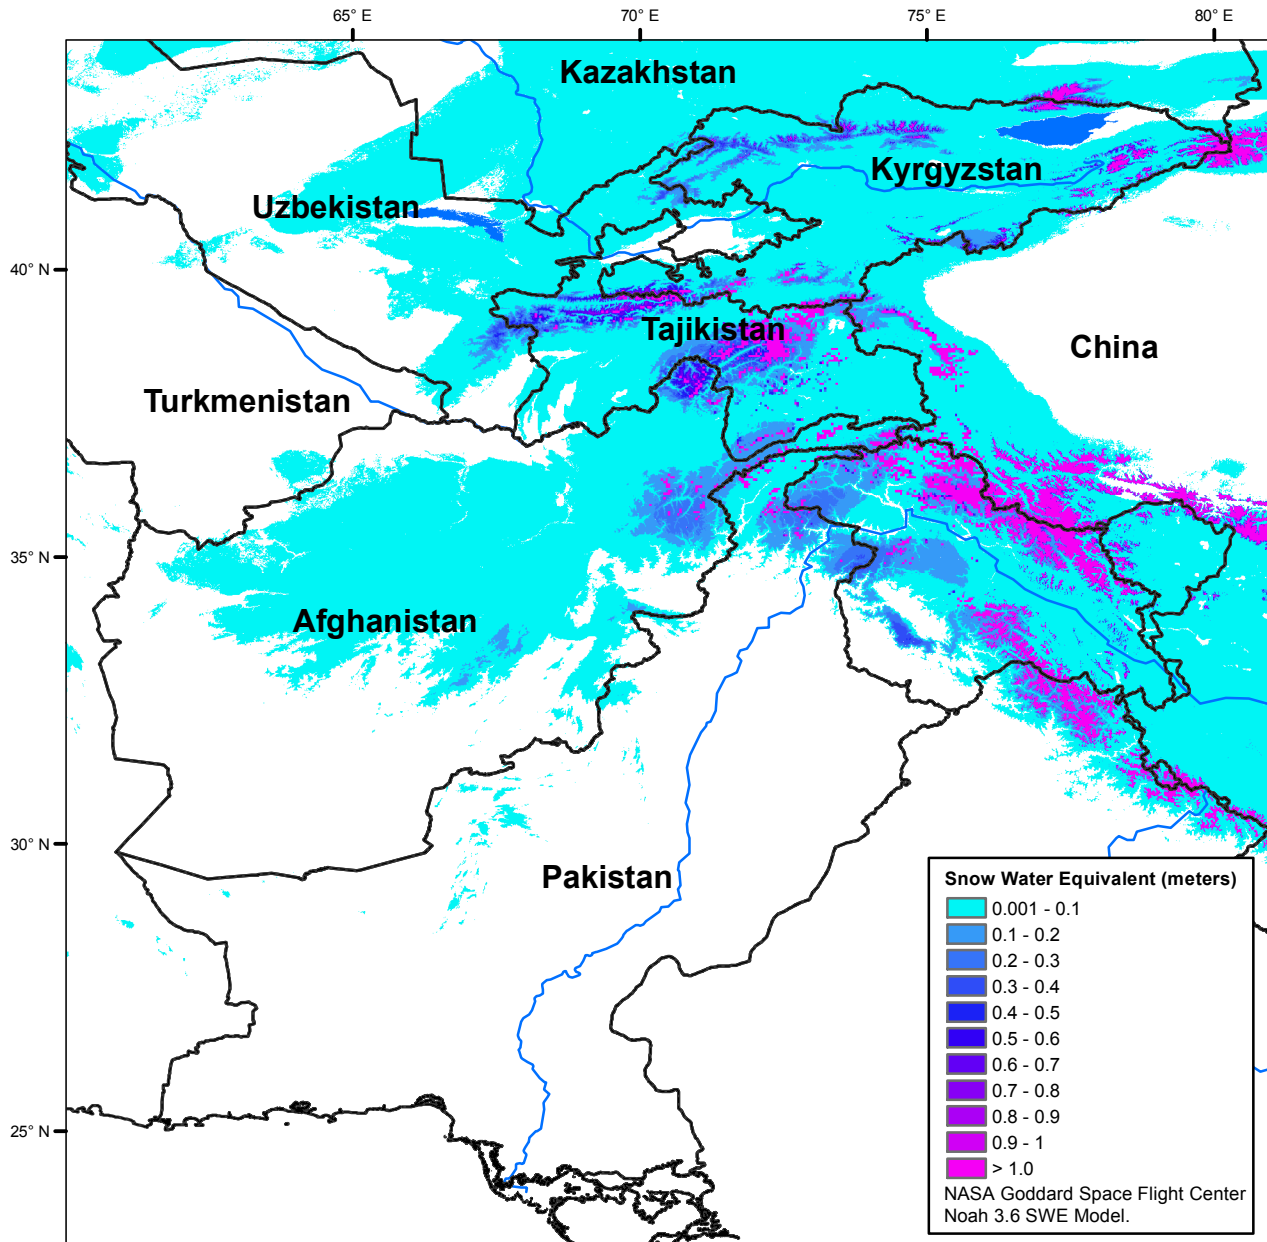 65° E
70° E
75° E
80° E
Kazakhstan
Kyrgyzstan
Uzbekistan
40° N
Tajikistan
China
Turkmenistan
35° N
Afghanistan
30° N
Pakistan
25° N
Snow Water Equivalent (meters)
0.001 - 0.1
0.1 - 0.2
0.2 - 0.3
0.3 - 0.4
0.4 - 0.5
0.5 - 0.6
0.6 - 0.7
0.7 - 0.8
0.8 - 0.9
0.9 - 1
> 1.0
NASA Goddard Space Flight Center
Noah 3.6 SWE Model.